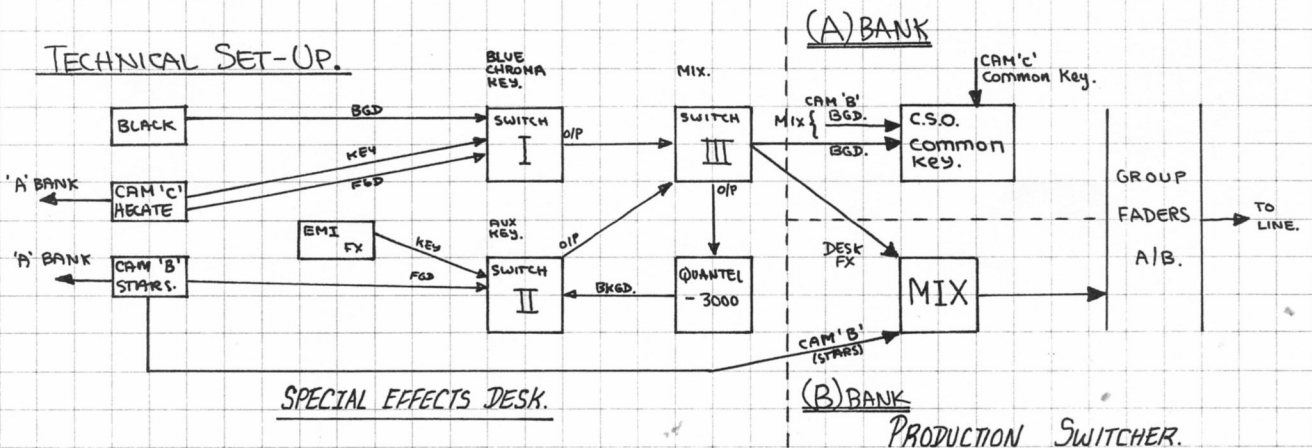 TECHNICAL SET-UP.
(A) BANK
BLUE
CHROMA
KEY.
MIX.
CAM 'C'
Common Key.
BLACK
BGD
SWITCH
I
O/P
SWITCH
III
CAM 'B'
MIX { BGD.
BGD.
C.S.O.
Common
Key.
KEY
FGD
'A' BANK
CAM 'C'
HECATE
O/P
GROUP
FADERS
A/B.
TO
LINE.
EMI
FX
KEY
AUX
KEY.
O/P
DESK
FX
'A' BANK
CAM 'B'
STARS.
FGD
SWITCH
II
BKGD.
QUANTEL
- 3000
MIX
CAM 'B'
(STARS)
SPECIAL EFFECTS DESK.
(B) BANK
PRODUCTION SWITCHER.